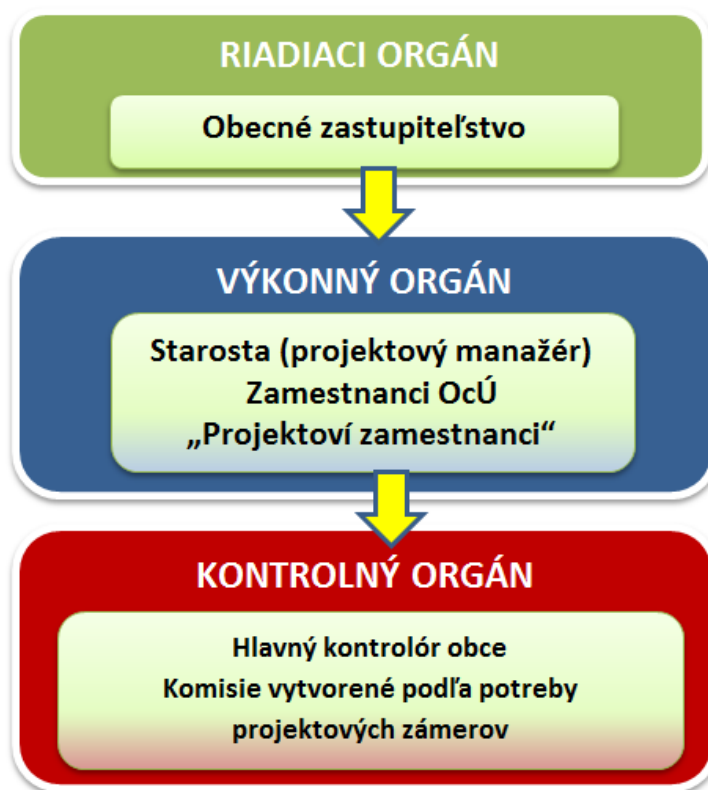 RIADIACI ORGÁN
Obecné zastupiteľstvo
VÝKONNÝ ORGÁN
Starosta (projektový manažér)
Zamestnanci OcÚ
„Projektoví zamestnanci“
KONTROLNÝ ORGÁN
Hlavný kontrolór obce
Komisie vytvorené podľa potreby
projektových zámerov